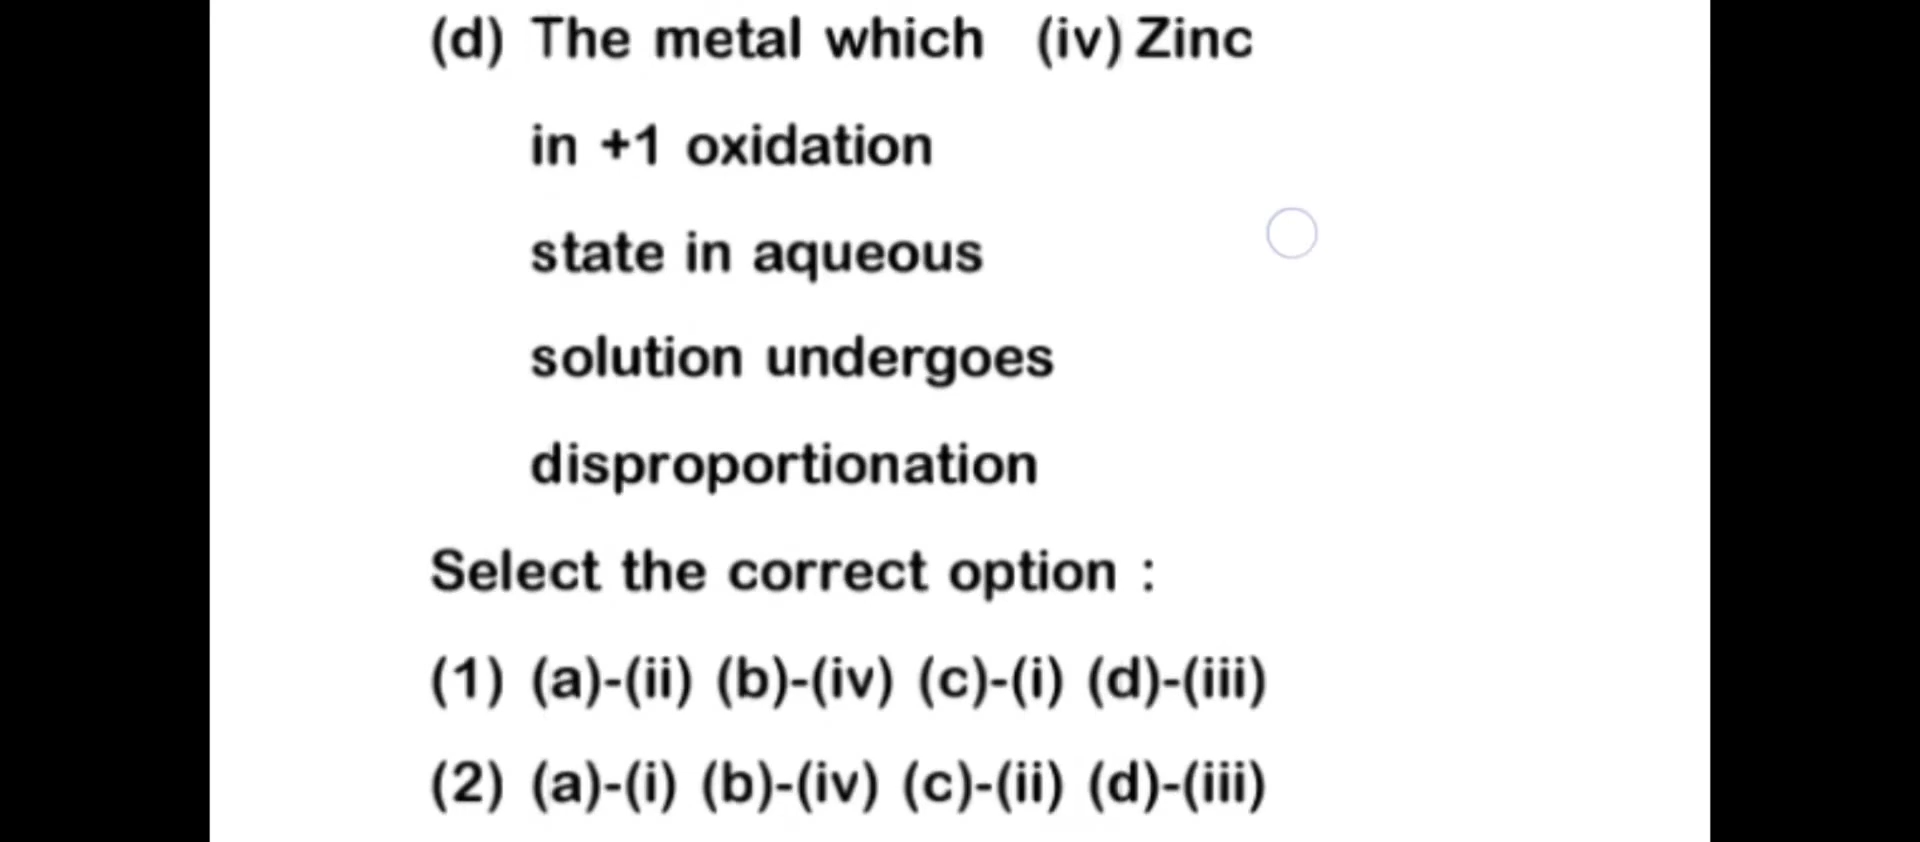 (d) The metal which (iv) Zinc
in +1 oxidation
state in aqueous
solution undergoes
disproportionation
Select the correct option :
(1) (a)-(ii) (b)-(iv) (c)-(i) (d)-(iii)
(2) (a)-(i) (b)-(iv) (c)-(ii) (d)-(iii)